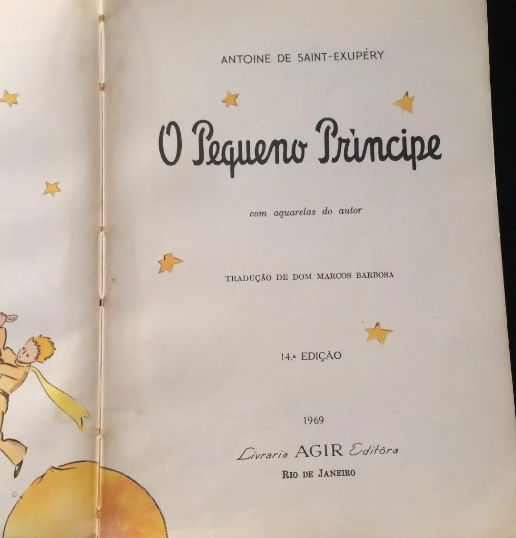 ANTOINE DE SAINT-EXUPÉRY
O Pequeno Príncipe
com aquarelas do autor
TRADUÇÃO DE DOM MARCOS BARBOSA
14.ª EDIÇÃO
1969
Livraria AGIR Editôra
RIO DE JANEIRO